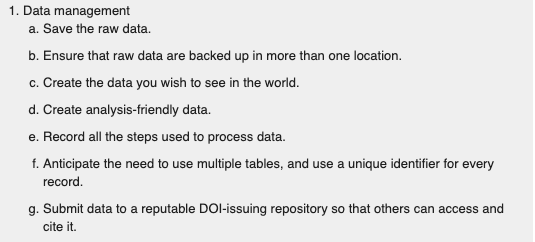 1. Data management
a. Save the raw data.
b. Ensure that raw data are backed up in more than one location.
c. Create the data you wish to see in the world.
d. Create analysis-friendly data.
e. Record all the steps used to process data.
f. Anticipate the need to use multiple tables, and use a unique identifier for every
record.
g. Submit data to a reputable DOI-issuing repository so that others can access and
cite it.